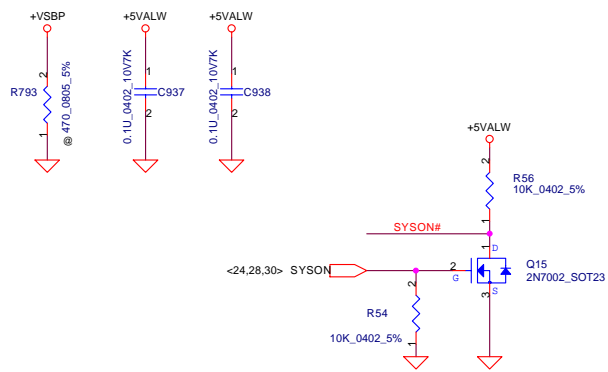 +VSBP
+5VALW
+5VALW
2
R793
1
@ 470_0805_5%
0.1U_0402_10V7K
1
C937
2
0.1U_0402_10V7K
1
C938
2
+5VALW
2
R56
10K_0402_5%
1
SYSON#
1
D
Q15
2N7002_SOT23
<24,28,30> SYSON
2
G
S
3
2
R54
10K_0402_5%
1